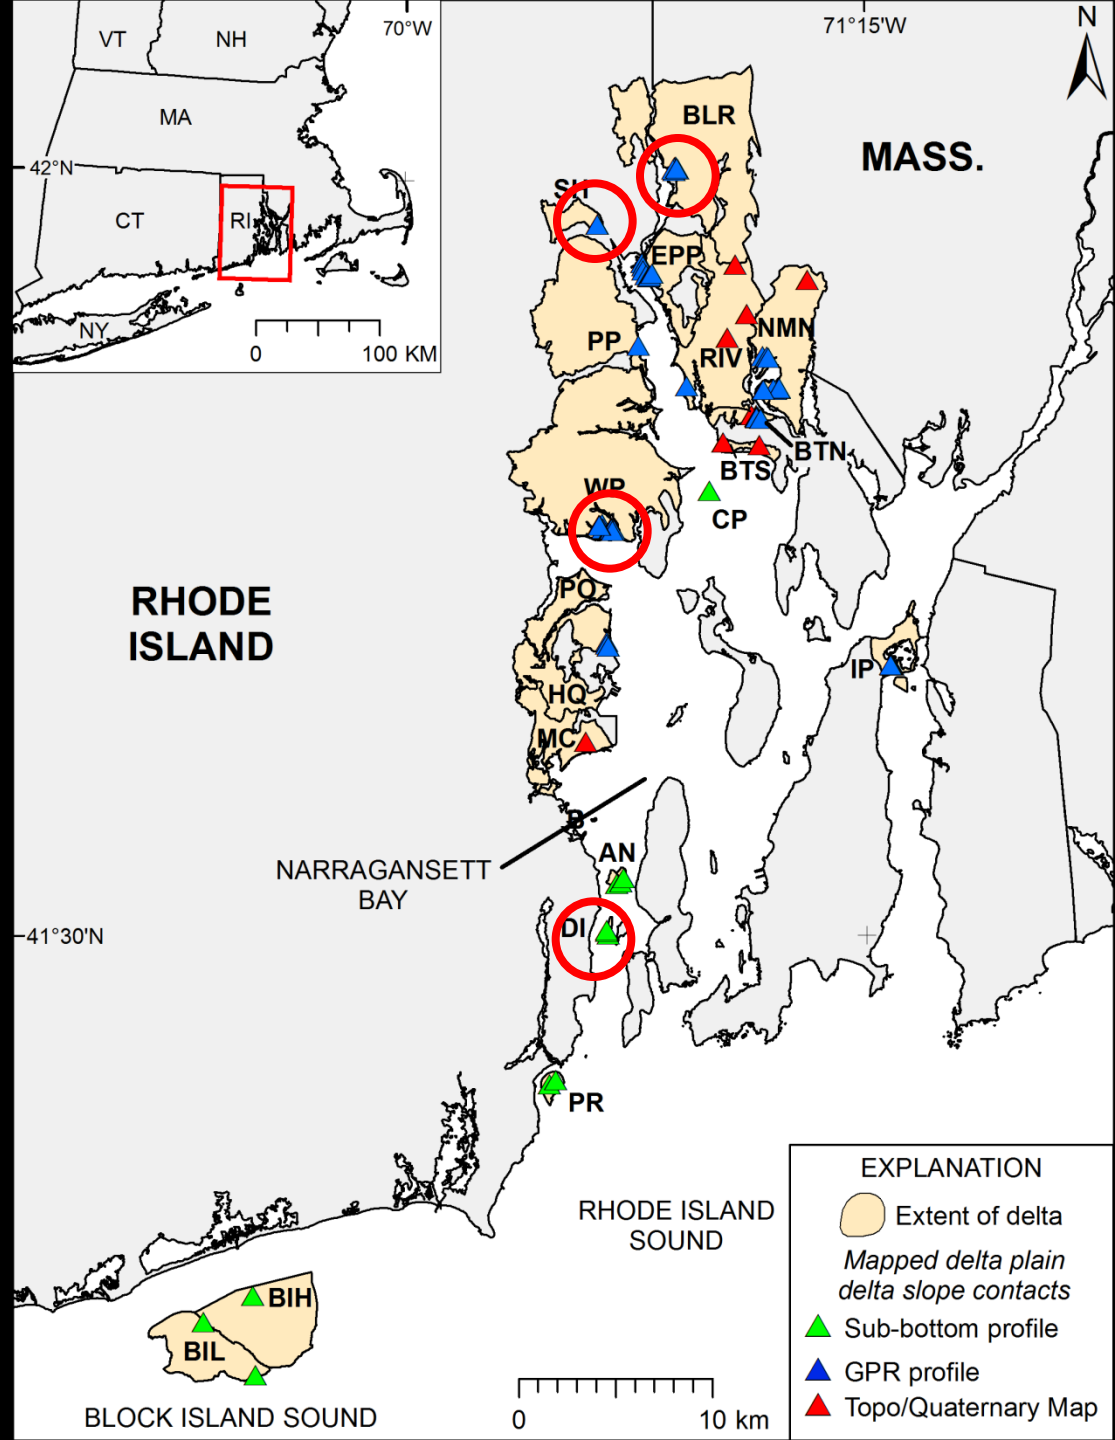 70°W
71°15'W
N
VT
NH
MA
42°N
CT
RI
NY
0
100 KM
BLR
MASS.
SH
EPP
NMN
PP
RIV
BTN
BTS
WP
CP
RHODE
ISLAND
PO
IP
HQ
MC
B
NARRAGANSETT
BAY
AN
DI
41°30'N
PR
RHODE ISLAND
SOUND
BIH
BIL
BLOCK ISLAND SOUND
0
10 km
EXPLANATION
Extent of delta
Mapped delta plain
delta slope contacts
Sub-bottom profile
GPR profile
Topo/Quaternary Map